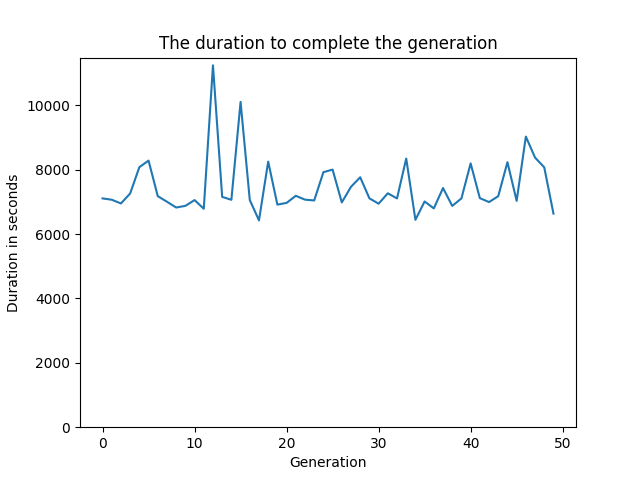 The duration to complete the generation
Duration in seconds
10000
8000
6000
4000
2000
0
0 10 20 30 40 50
Generation